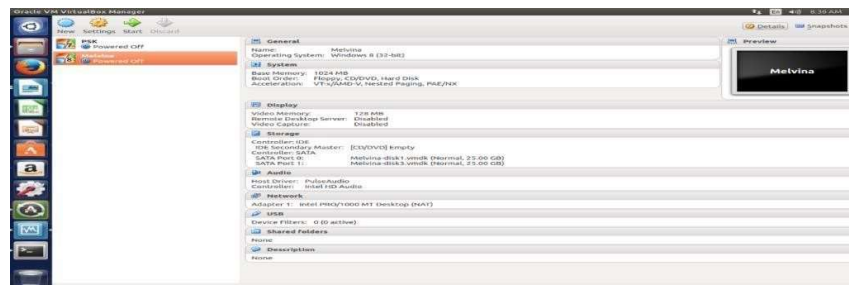 Oracle VM VirtualBox Manager
8:30 AM
New Settings Start Discard
Details Snapshots
PSK
Powered Off
Melvina
Powered Off
General
Name: Melvina
Operating System: Windows 8 (32-bit)
System
Base Memory: 1024 MB
Boot Order: Floppy, CD/DVD, Hard Disk
Acceleration: VT-x/AMD-V, Nested Paging, PAE/NX
Display
Video Memory: 128 MB
Remote Desktop Server: Disabled
Video Capture: Disabled
Storage
Controller: IDE
IDE Secondary Master: [CD/DVD] Empty
Controller: SATA
SATA Port 0: Melvina-disk1.vmdk (Normal, 25.00 GB)
SATA Port 1: Melvina-disk3.vmdk (Normal, 25.00 GB)
Audio
Host Driver: PulseAudio
Controller: Intel HD Audio
Network
Adapter 1: Intel PRO/1000 MT Desktop (NAT)
USB
Device Filters: 0 (0 active)
Shared folders
None
Description
None
Preview
Melvina